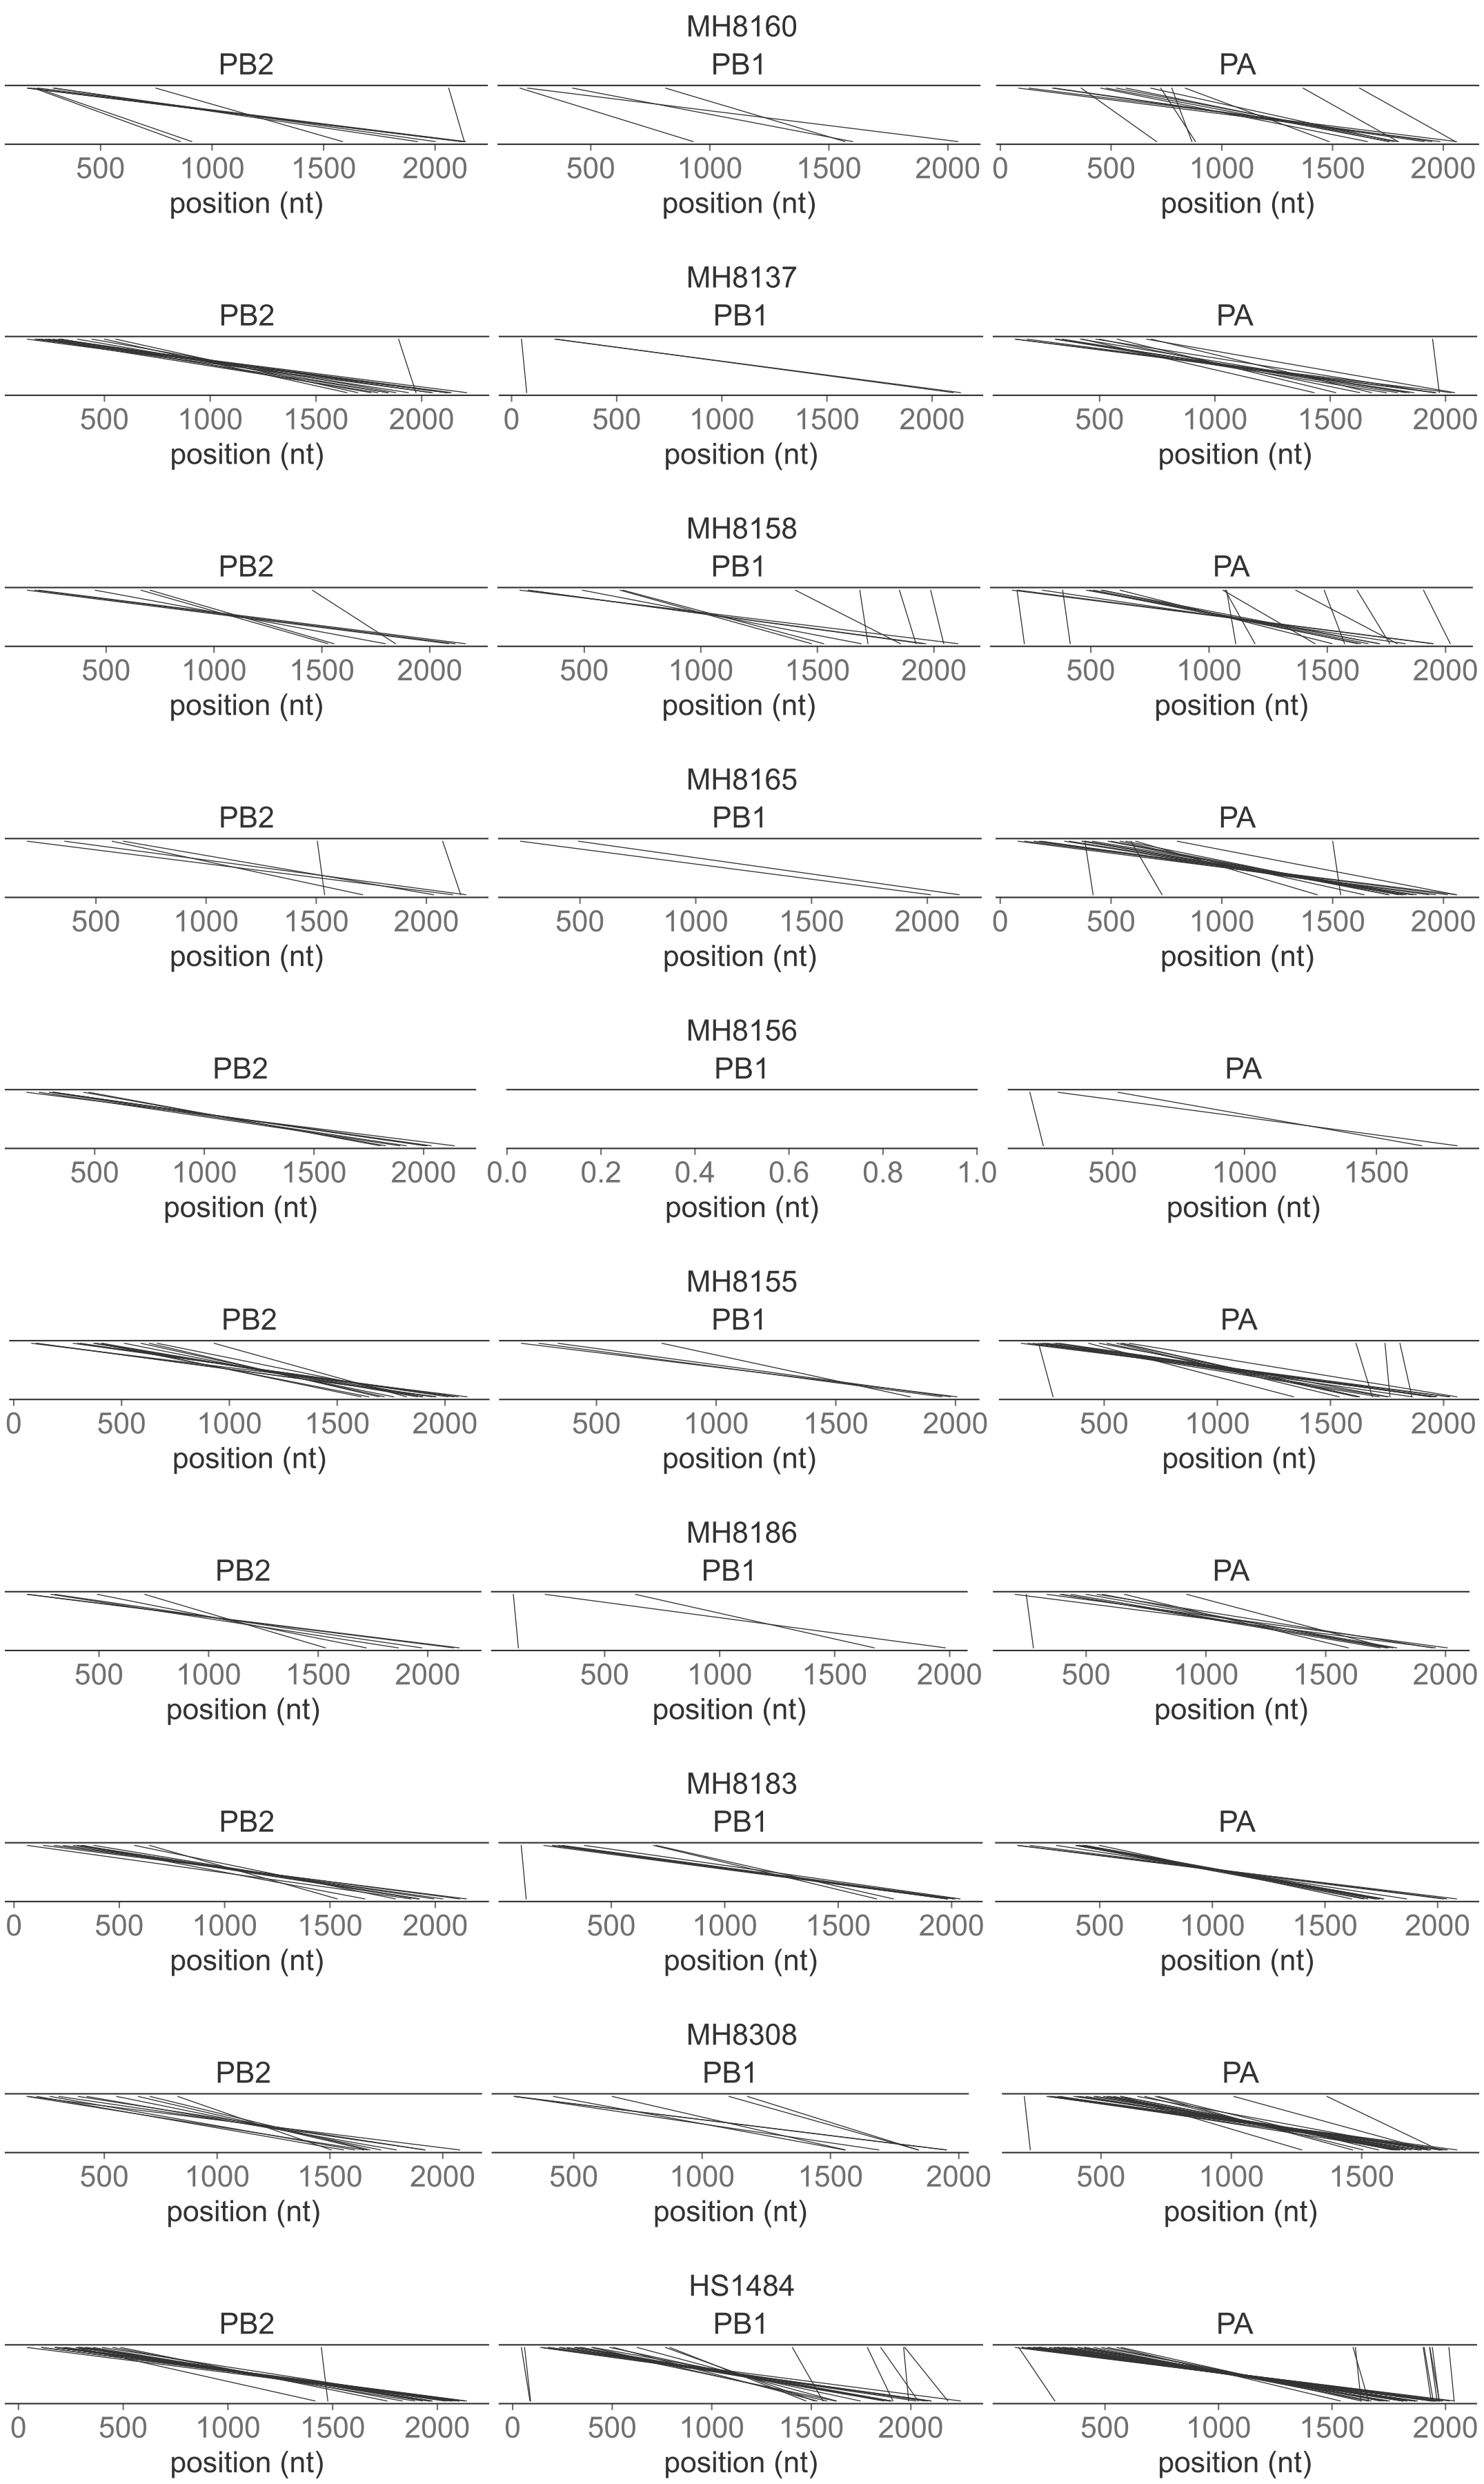 MH8160
PB2 PB1 PA
500 1000 1500 2000 500 1000 1500 2000 0 500 1000 1500 2000
position (nt) position (nt) position (nt)
MH8137
PB2 PB1 PA
500 1000 1500 2000 0 500 1000 1500 2000 500 1000 1500 2000
position (nt) position (nt) position (nt)
MH8158
PB2 PB1 PA
500 1000 1500 2000 500 1000 1500 2000 500 1000 1500 2000
position (nt) position (nt) position (nt)
MH8165
PB2 PB1 PA
500 1000 1500 2000 500 1000 1500 2000 0 500 1000 1500 2000
position (nt) position (nt) position (nt)
MH8156
PB2 PB1 PA
500 1000 1500 2000 0.0 0.2 0.4 0.6 0.8 1.0 500 1000 1500
position (nt) position (nt) position (nt)
MH8155
PB2 PB1 PA
0 500 1000 1500 2000 500 1000 1500 2000 500 1000 1500 2000
position (nt) position (nt) position (nt)
MH8186
PB2 PB1 PA
500 1000 1500 2000 500 1000 1500 2000 500 1000 1500 2000
position (nt) position (nt) position (nt)
MH8183
PB2 PB1 PA
0 500 1000 1500 2000 500 1000 1500 2000 500 1000 1500 2000
position (nt) position (nt) position (nt)
MH8308
PB2 PB1 PA
500 1000 1500 2000 500 1000 1500 2000 500 1000 1500
position (nt) position (nt) position (nt)
HS1484
PB2 PB1 PA
0 500 1000 1500 2000 0 500 1000 1500 2000 500 1000 1500 2000
position (nt) position (nt) position (nt)